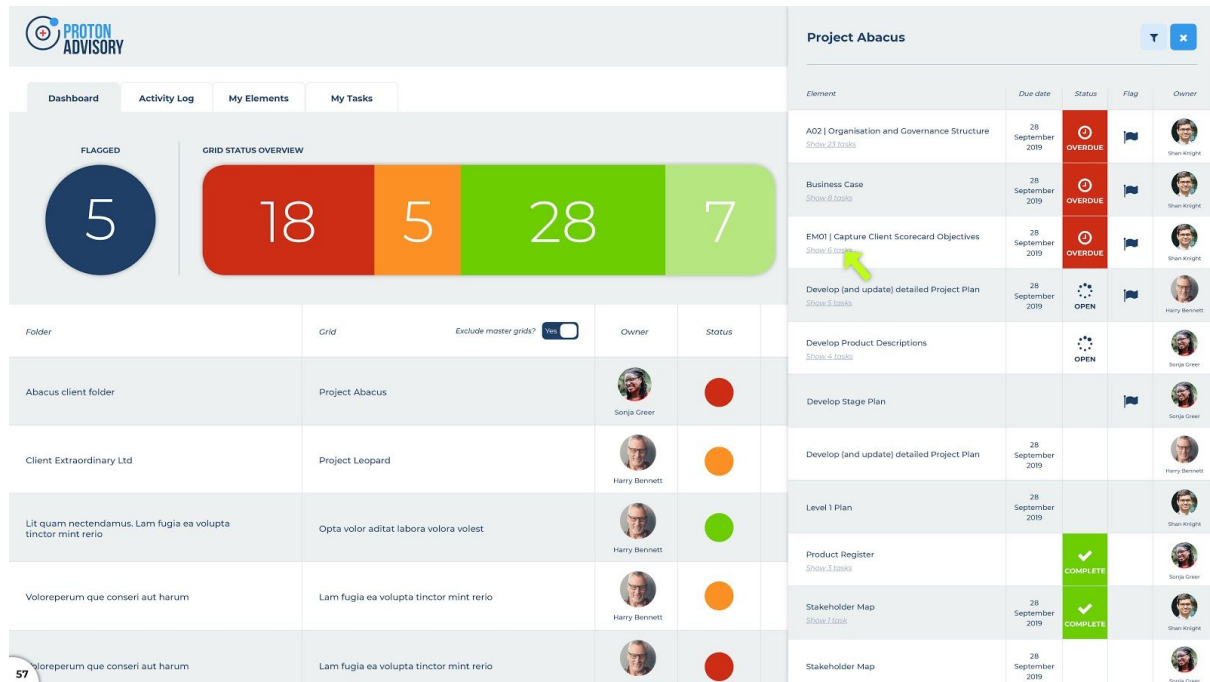 PROTON
ADVISORY
Dashboard
Activity Log
My Elements
My Tasks
FLAGGED
5
GRID STATUS OVERVIEW
18
5
28
7
Folder
Grid
Exclude master grids?
Yes
Owner
Status
Abacus client folder
Project Abacus
Sonja Greer
Client Extraordinary Ltd
Project Leopard
Harry Bennett
Lit quam nectendamus. Lam fugia ea volupta
tinctor mint rerio
Opta volor aditat labora volora volest
Harry Bennett
Voloreperum que conseri aut harum
Lam fugia ea volupta tinctor mint rerio
Harry Bennett
oloreperum que conseri aut harum
Lam fugia ea volupta tinctor mint rerio
57
Project Abacus
Element
Due date
Status
Flag
Owner
A02 | Organisation and Governance Structure
Show 23 tasks
28
September
2019
OVERDUE
Shan Knight
Business Case
Show 8 tasks
28
September
2019
OVERDUE
Shan Knight
EM01 | Capture Client Scorecard Objectives
Show 6 tasks
28
September
2019
OVERDUE
Shan Knight
Develop (and update) detailed Project Plan
Show 5 tasks
28
September
2019
OPEN
Harry Bennett
Develop Product Descriptions
Show 4 tasks
OPEN
Sonja Greer
Develop Stage Plan
Sonja Greer
Develop (and update) detailed Project Plan
28
September
2019
Harry Bennett
Level 1 Plan
28
September
2019
Shan Knight
Product Register
Show 3 tasks
COMPLETE
Sonja Greer
Stakeholder Map
Show 1 task
28
September
2019
COMPLETE
Shan Knight
Stakeholder Map
28
September
2019
Sonja Greer